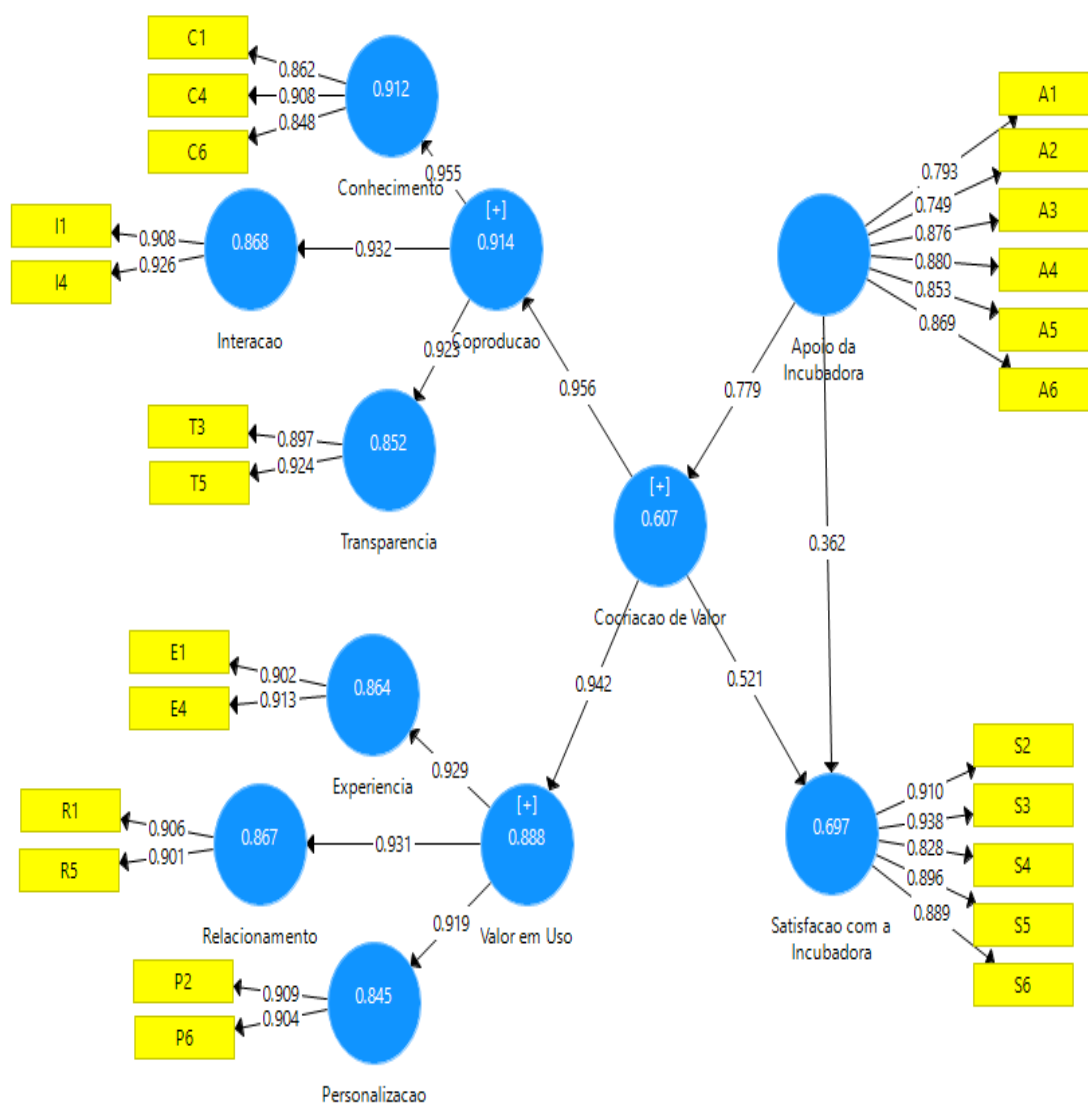 C1
0.862
C4
0.908
C6
0.848
0.912
Conhecimento
0.955
I1
0.908
I4
0.926
0.868
Interacao
0.932
[+]
0.914
Coproducao
0.923
T3
0.897
T5
0.924
0.852
Transparencia
0.956
A1
0.793
A2
0.749
A3
0.876
A4
0.880
A5
0.853
A6
0.869
Apoio da
Incubadora
0.779
0.362
[+]
0.607
Cocriacao de Valor
0.942
0.521
E1
0.902
E4
0.913
0.864
Experiencia
0.929
R1
0.906
R5
0.901
0.867
Relacionamento
0.931
[+]
0.888
Valor em Uso
0.919
P2
0.909
P6
0.904
0.845
Personalizacao
0.697
Satisfacao com a
Incubadora
S2
0.910
S3
0.938
S4
0.828
S5
0.896
S6
0.889